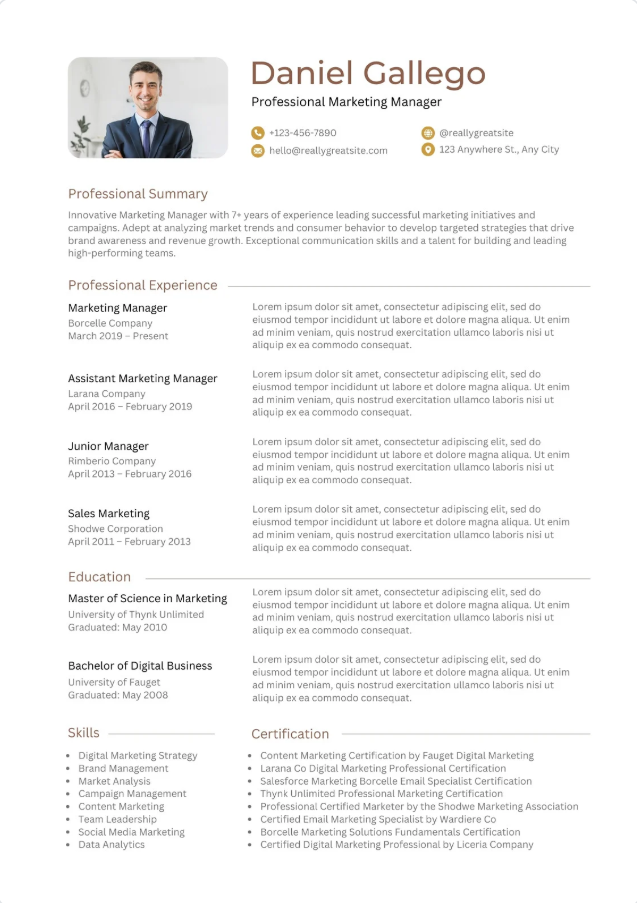 Daniel Gallego
Professional Marketing Manager
+123-456-7890
@reallygreatsite
hello@reallygreatsite.com
123 Anywhere St., Any City
Professional Summary
Innovative Marketing Manager with 7+ years of experience leading successful marketing initiatives and
campaigns. Adept at analyzing market trends and consumer behavior to develop targeted strategies that drive
brand awareness and revenue growth. Exceptional communication skills and a talent for building and leading
high-performing teams.
Professional Experience
Marketing Manager
Borcelle Company
March 2019 – Present
Lorem ipsum dolor sit amet, consectetur adipiscing elit, sed do
eiusmod tempor incididunt ut labore et dolore magna aliqua. Ut enim
ad minim veniam, quis nostrud exercitation ullamco laboris nisi ut
aliquip ex ea commodo consequat.
Assistant Marketing Manager
Larana Company
April 2016 – February 2019
Lorem ipsum dolor sit amet, consectetur adipiscing elit, sed do
eiusmod tempor incididunt ut labore et dolore magna aliqua. Ut enim
ad minim veniam, quis nostrud exercitation ullamco laboris nisi ut
aliquip ex ea commodo consequat.
Junior Manager
Rimberio Company
April 2013 – February 2016
Lorem ipsum dolor sit amet, consectetur adipiscing elit, sed do
eiusmod tempor incididunt ut labore et dolore magna aliqua. Ut enim
ad minim veniam, quis nostrud exercitation ullamco laboris nisi ut
aliquip ex ea commodo consequat.
Sales Marketing
Shodwe Corporation
April 2011 – February 2013
Lorem ipsum dolor sit amet, consectetur adipiscing elit, sed do
eiusmod tempor incididunt ut labore et dolore magna aliqua. Ut enim
ad minim veniam, quis nostrud exercitation ullamco laboris nisi ut
aliquip ex ea commodo consequat.
Education
Master of Science in Marketing
University of Thynk Unlimited
Graduated: May 2010
Lorem ipsum dolor sit amet, consectetur adipiscing elit, sed do
eiusmod tempor incididunt ut labore et dolore magna aliqua. Ut enim
ad minim veniam, quis nostrud exercitation ullamco laboris nisi ut
aliquip ex ea commodo consequat.
Bachelor of Digital Business
University of Fauget
Graduated: May 2008
Lorem ipsum dolor sit amet, consectetur adipiscing elit, sed do
eiusmod tempor incididunt ut labore et dolore magna aliqua. Ut enim
ad minim veniam, quis nostrud exercitation ullamco laboris nisi ut
aliquip ex ea commodo consequat.
Skills
• Digital Marketing Strategy
• Brand Management
• Market Analysis
• Campaign Management
• Content Marketing
• Team Leadership
• Social Media Marketing
• Data Analytics
Certification
• Content Marketing Certification by Fauget Digital Marketing
• Larana Co Digital Marketing Professional Certification
• Salesforce Marketing Borcelle Email Specialist Certification
• Thynk Unlimited Professional Marketing Certification
• Professional Certified Marketer by the Shodwe Marketing Association
• Certified Email Marketing Specialist by Wardiere Co
• Borcelle Marketing Solutions Fundamentals Certification
• Certified Digital Marketing Professional by Liceria Company